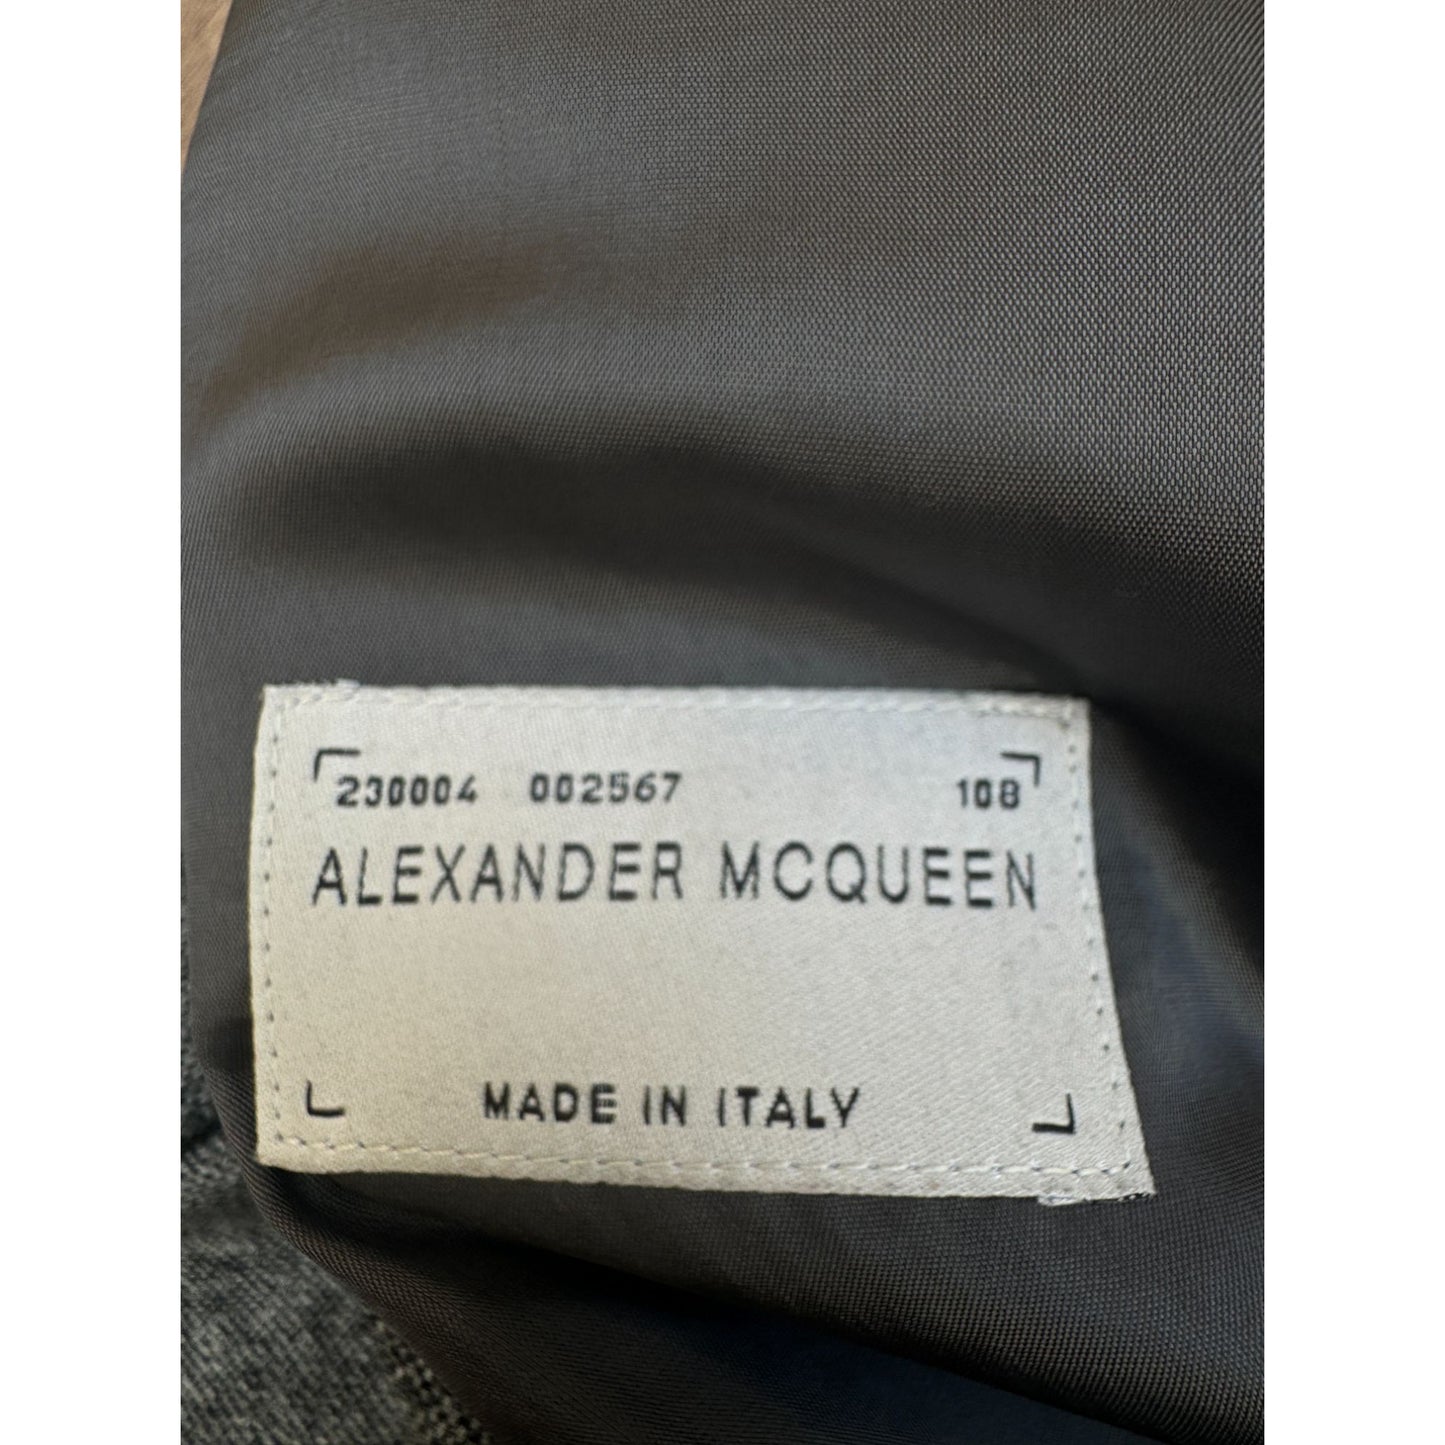 230004 002567 108
ALEXANDER MCQUEEN
MADE IN ITALY